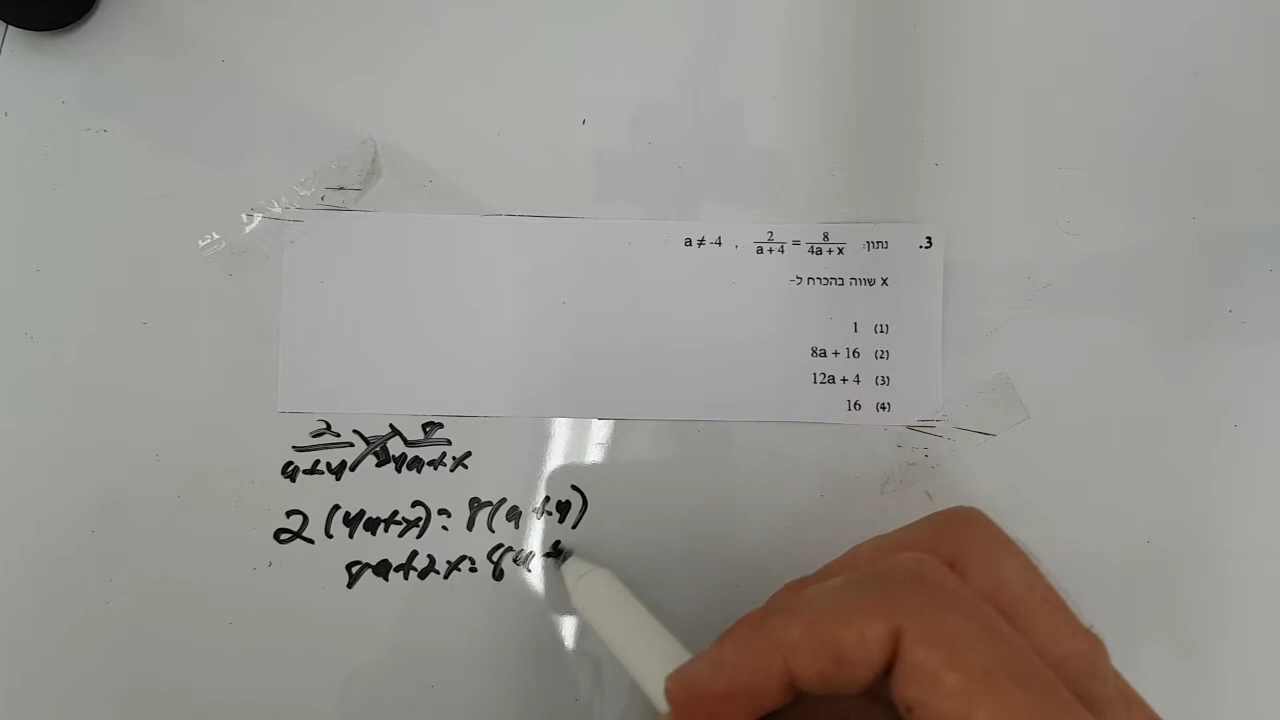 3. נתון: 2/(a+4) = 8/(4a+x) , a ≠ -4
x שווה בהכרח ל-
(1) 1
(2) 8a + 16
(3) 12a + 4
(4) 16
2/(a+4) = 8/(4a+x)
2(4a+x) = 8(a+4)
8a+2x = 8a+